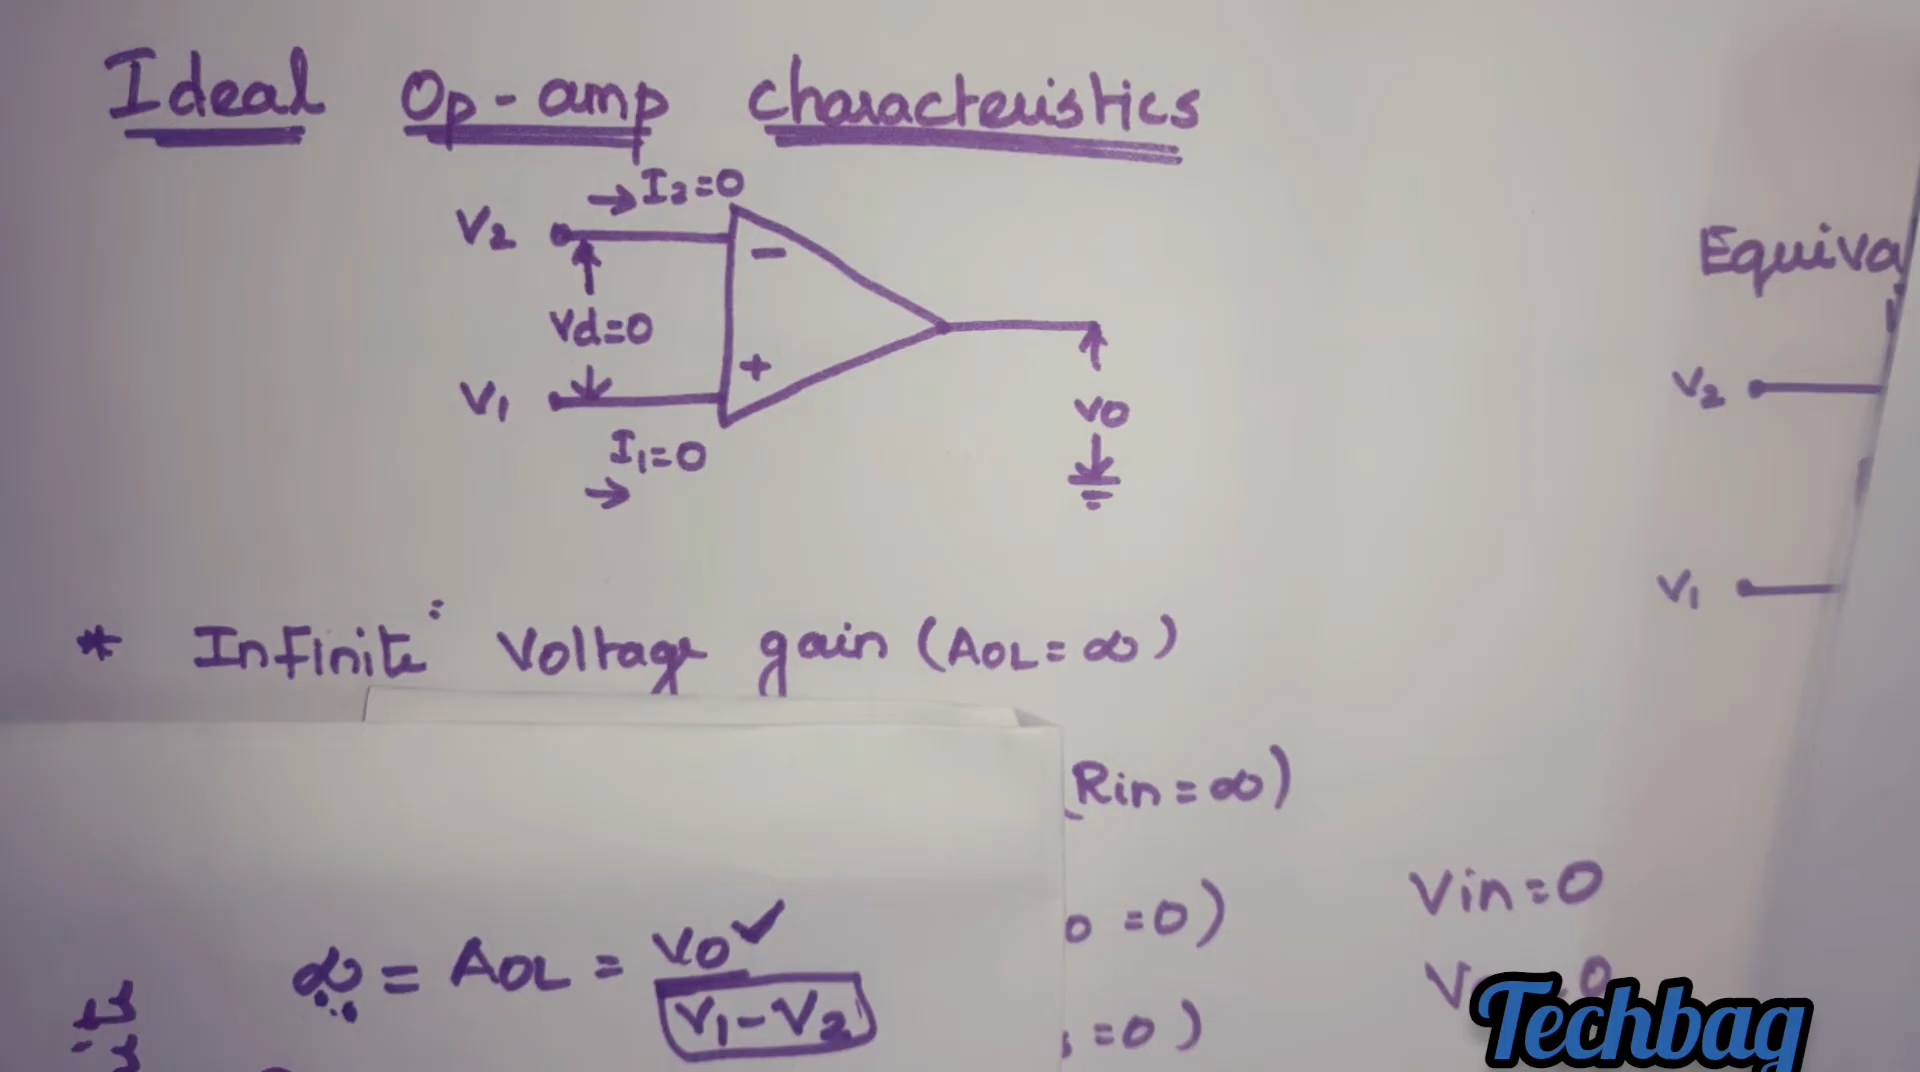 Ideal Op-amp characteristics
I2=0
V2
-
Vd=0
+
V1
I1=0
Vo
Equiva
V2
V1
* Infinite Voltage gain (AOL = ∞)
(Rin = ∞)
o = 0)
= 0)
Vin = 0
∞ = AOL = Vo ✓
V1 - V2
Techbag